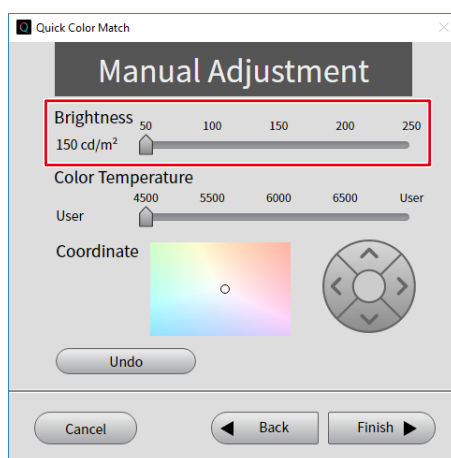 Quick Color Match
Manual Adjustment
Brightness
50 100 150 200 250
150 cd/m²
Color Temperature
4500 5500 6000 6500 User
User
Coordinate
Undo
Cancel Back Finish